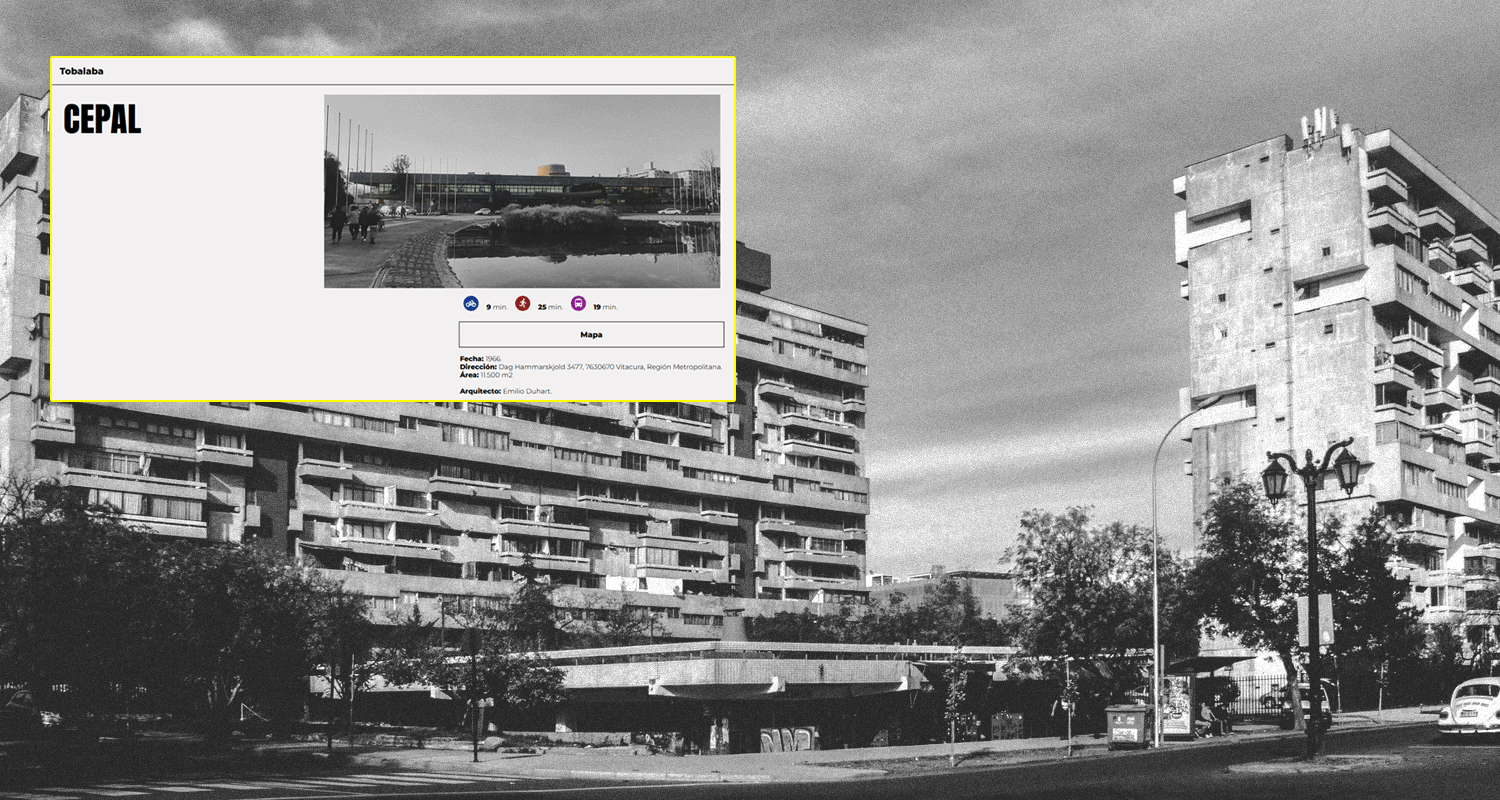 Tobalaba
CEPAL
9 min. 25 min. 19 min.
Mapa
Fecha: 1966.
Dirección: Dag Hammarskjold 3477, 7630670 Vitacura, Región Metropolitana.
Área: 11.500 m2
Arquitecto: Emilio Duhart.